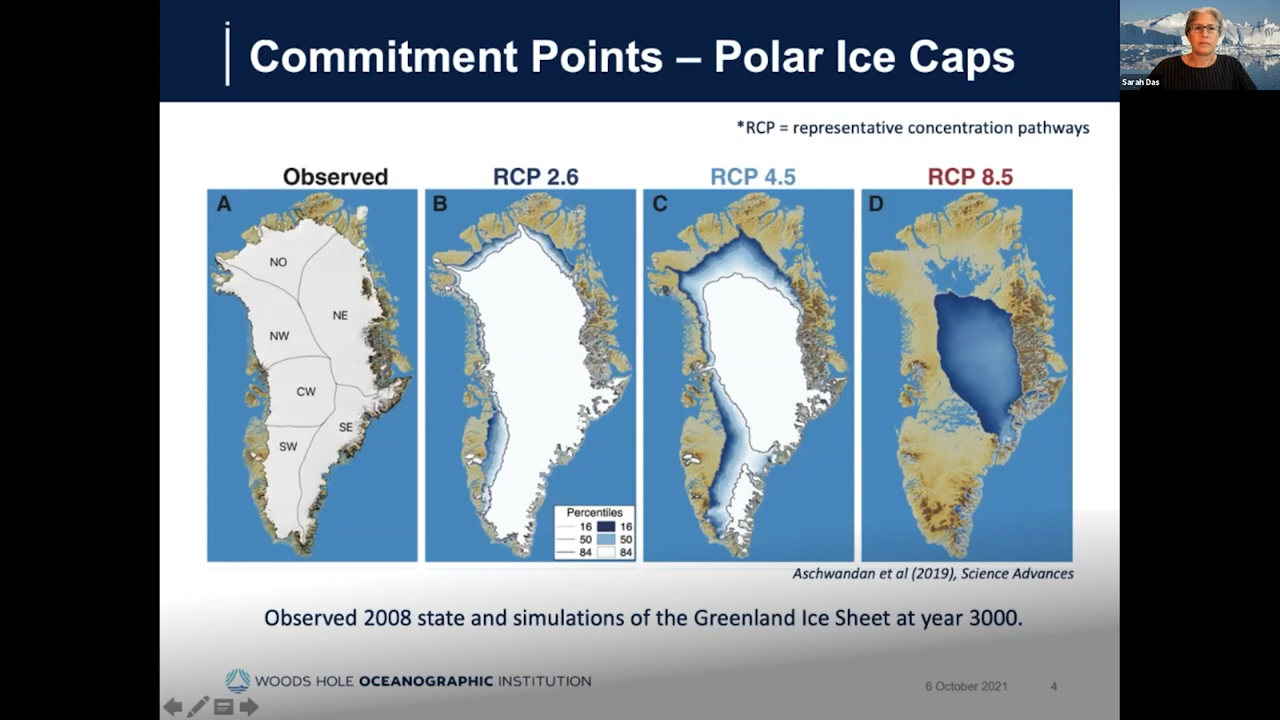 Commitment Points – Polar Ice Caps
Sarah Das
*RCP = representative concentration pathways
Observed
RCP 2.6
RCP 4.5
RCP 8.5
A
B
C
D
NO
NE
NW
CW
SE
SW
Percentiles
16 16
50 50
84 84
Aschwandan et al (2019), Science Advances
Observed 2008 state and simulations of the Greenland Ice Sheet at year 3000.
WOODS HOLE OCEANOGRAPHIC INSTITUTION
6 October 2021
4